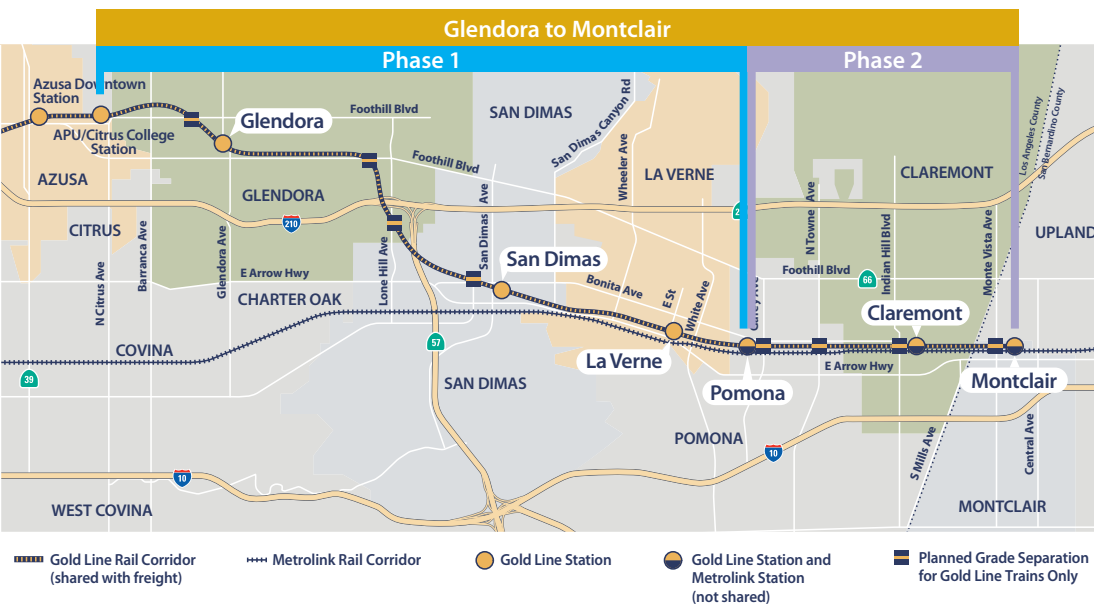 Glendora to Montclair
Phase 1
Phase 2
Azusa Downtown
Station
APU/Citrus College
Station
Glendora
Foothill Blvd
SAN DIMAS
San Dimas Canyon Rd
Wheeler Ave
LA VERNE
Foothill Blvd
AZUSA
GLENDORA
210
CITRUS
N Citrus Ave
Barranca Ave
Glendora Ave
E Arrow Hwy
CHARTER OAK
Lone Hill Ave
San Dimas Ave
San Dimas
Bonita Ave
E St
White Ave
N Towne Ave
CLAREMONT
Los Angeles County
San Bernardino County
UPLAND
Indian Hill Blvd
Monte Vista Ave
Foothill Blvd
66
Claremont
COVINA
39
57
SAN DIMAS
La Verne
Pomona
E Arrow Hwy
Montclair
POMONA
10
S Mills Ave
Central Ave
10
WEST COVINA
MONTCLAIR
Gold Line Rail Corridor
(shared with freight)
Metrolink Rail Corridor
Gold Line Station
Gold Line Station and
Metrolink Station
(not shared)
Planned Grade Separation
for Gold Line Trains Only